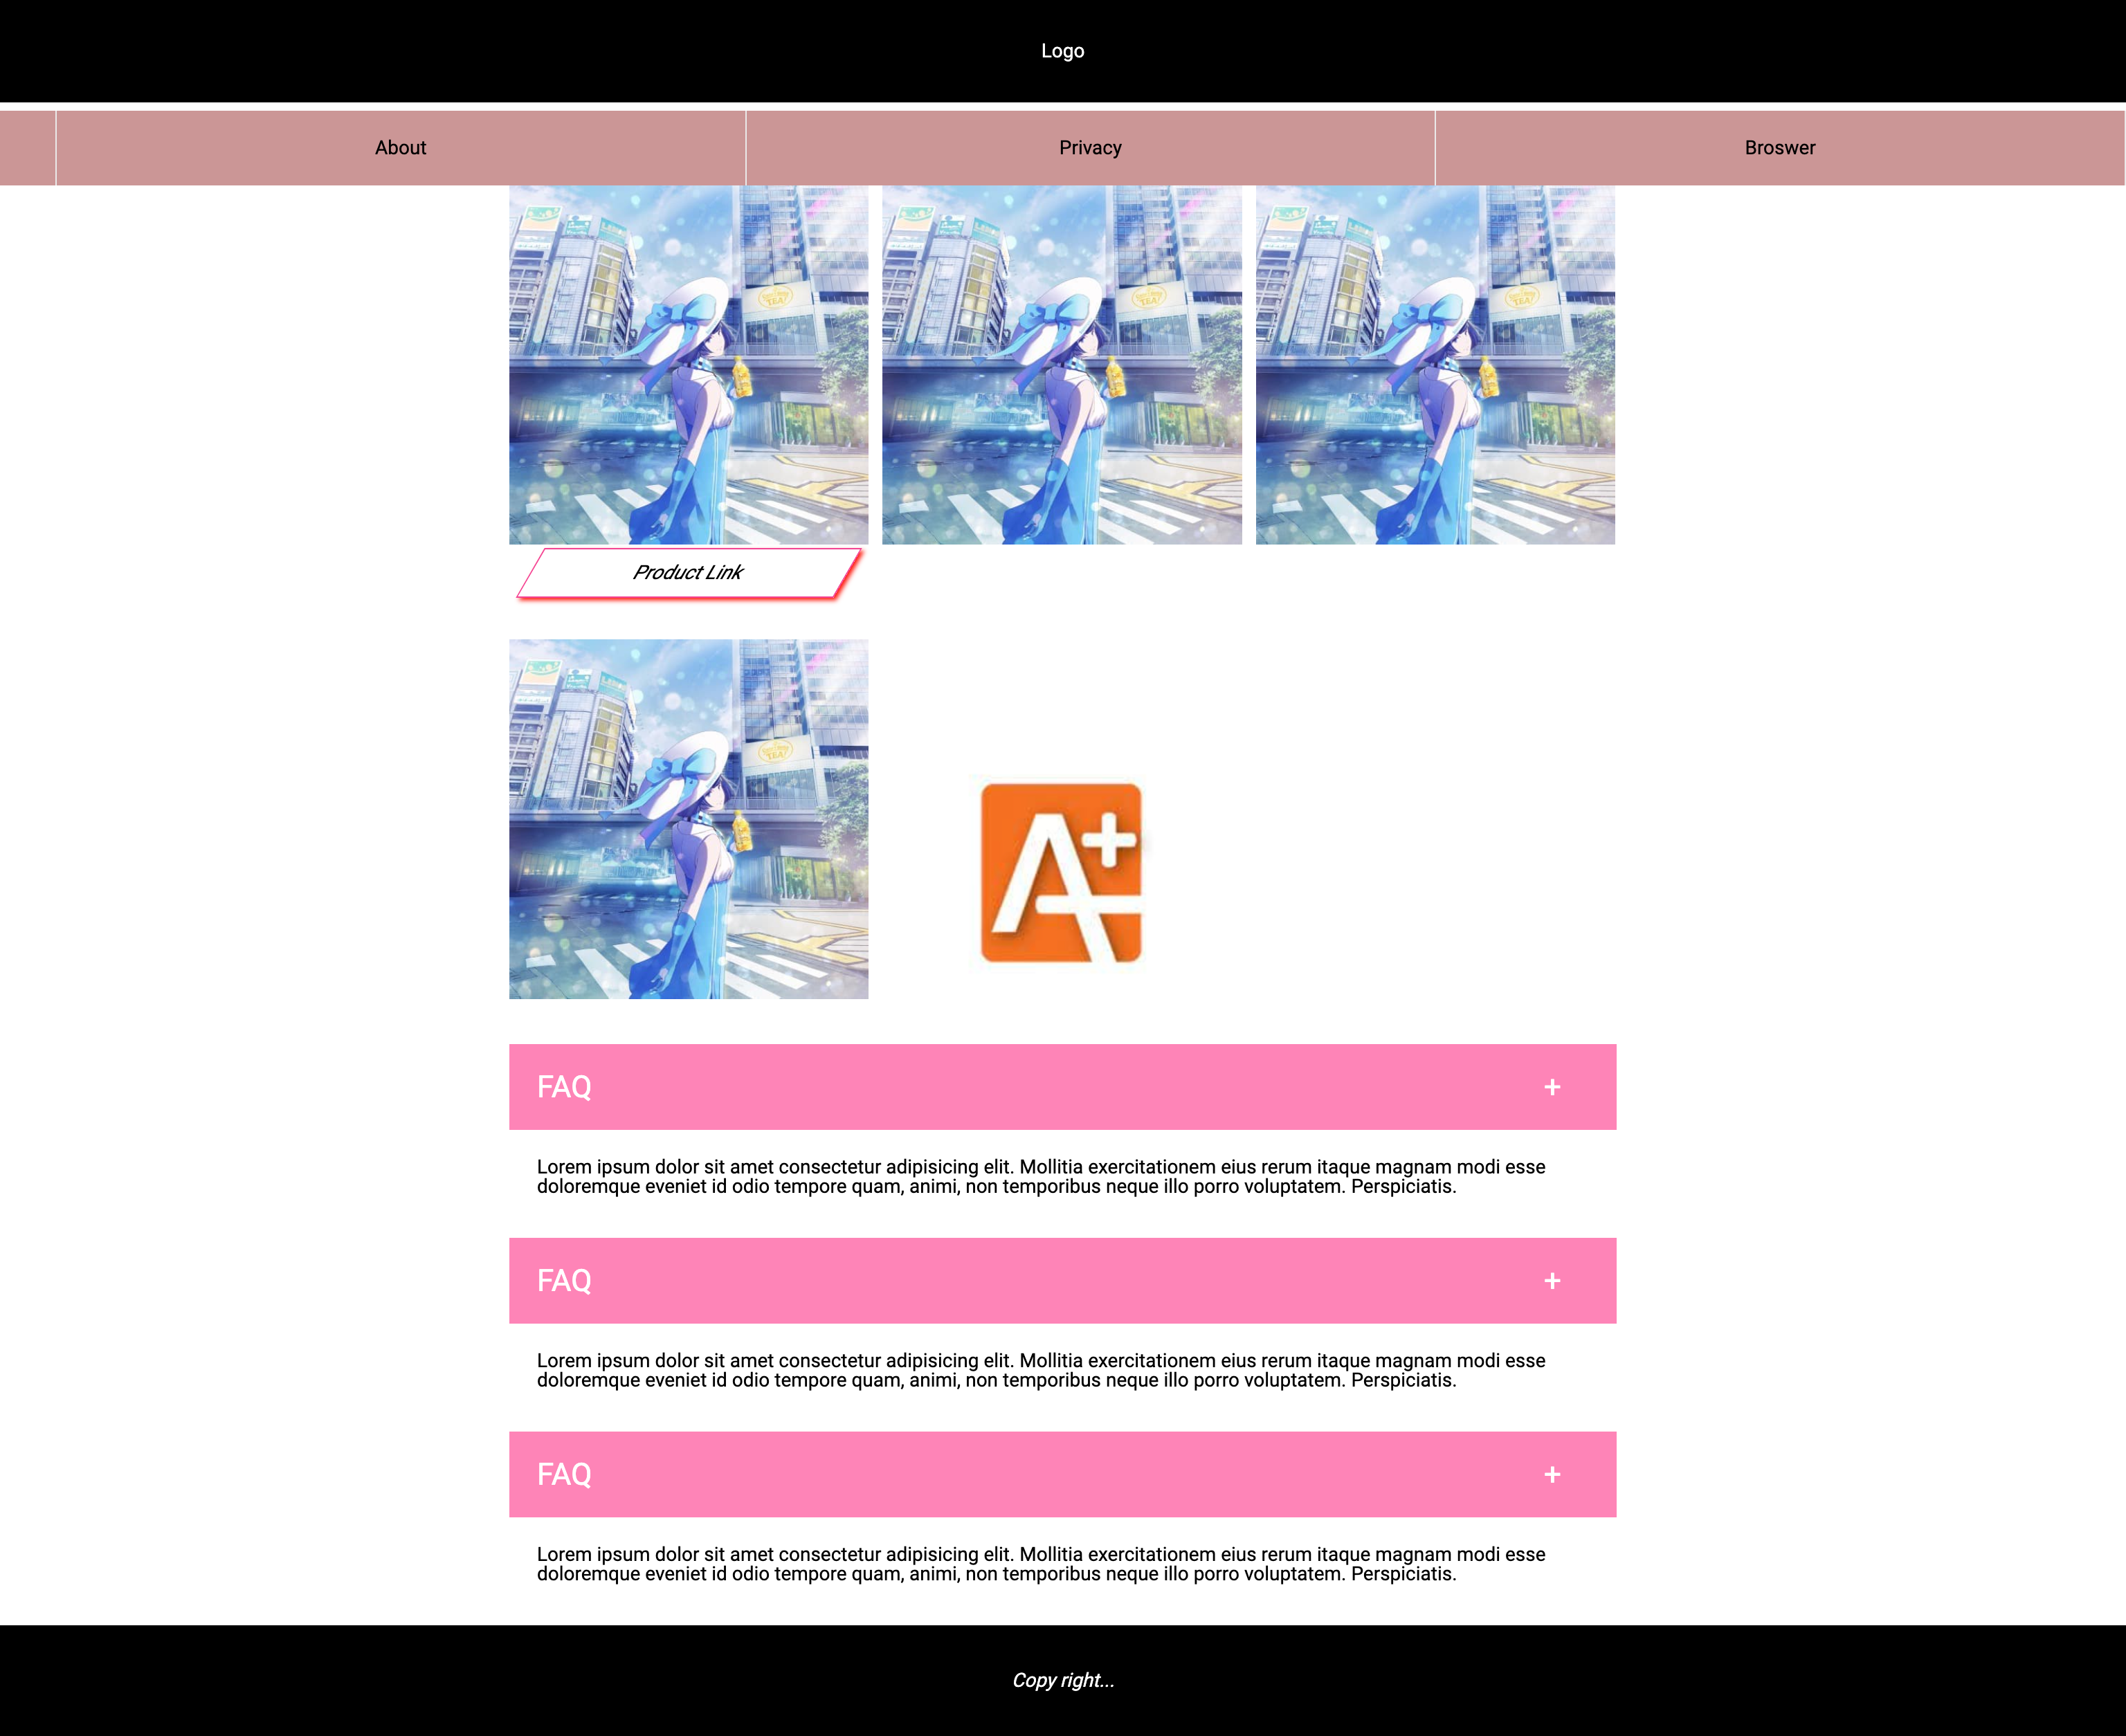 Logo
About
Privacy
Broswer
TEA!
TEA!
TEA!
Product Link
TEA!
A+
FAQ
+
Lorem ipsum dolor sit amet consectetur adipisicing elit. Mollitia exercitationem eius rerum itaque magnam modi esse
doloremque eveniet id odio tempore quam, animi, non temporibus neque illo porro voluptatem. Perspiciatis.
FAQ
+
Lorem ipsum dolor sit amet consectetur adipisicing elit. Mollitia exercitationem eius rerum itaque magnam modi esse
doloremque eveniet id odio tempore quam, animi, non temporibus neque illo porro voluptatem. Perspiciatis.
FAQ
+
Lorem ipsum dolor sit amet consectetur adipisicing elit. Mollitia exercitationem eius rerum itaque magnam modi esse
doloremque eveniet id odio tempore quam, animi, non temporibus neque illo porro voluptatem. Perspiciatis.
Copy right...